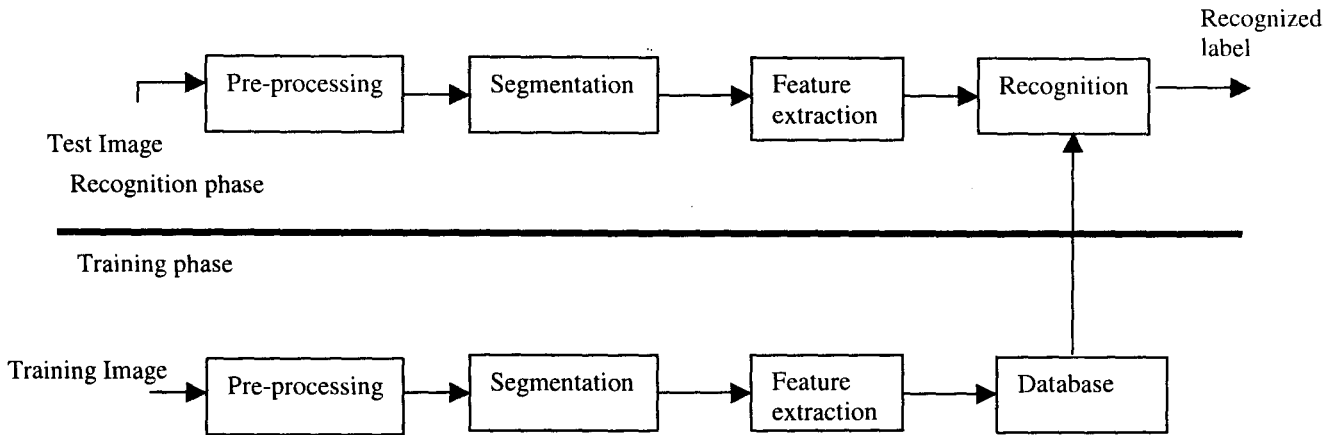 Recognized
label
Pre-processing
Segmentation
Feature
extraction
Recognition
Test Image
Recognition phase
Training phase
Training Image
Pre-processing
Segmentation
Feature
extraction
Database